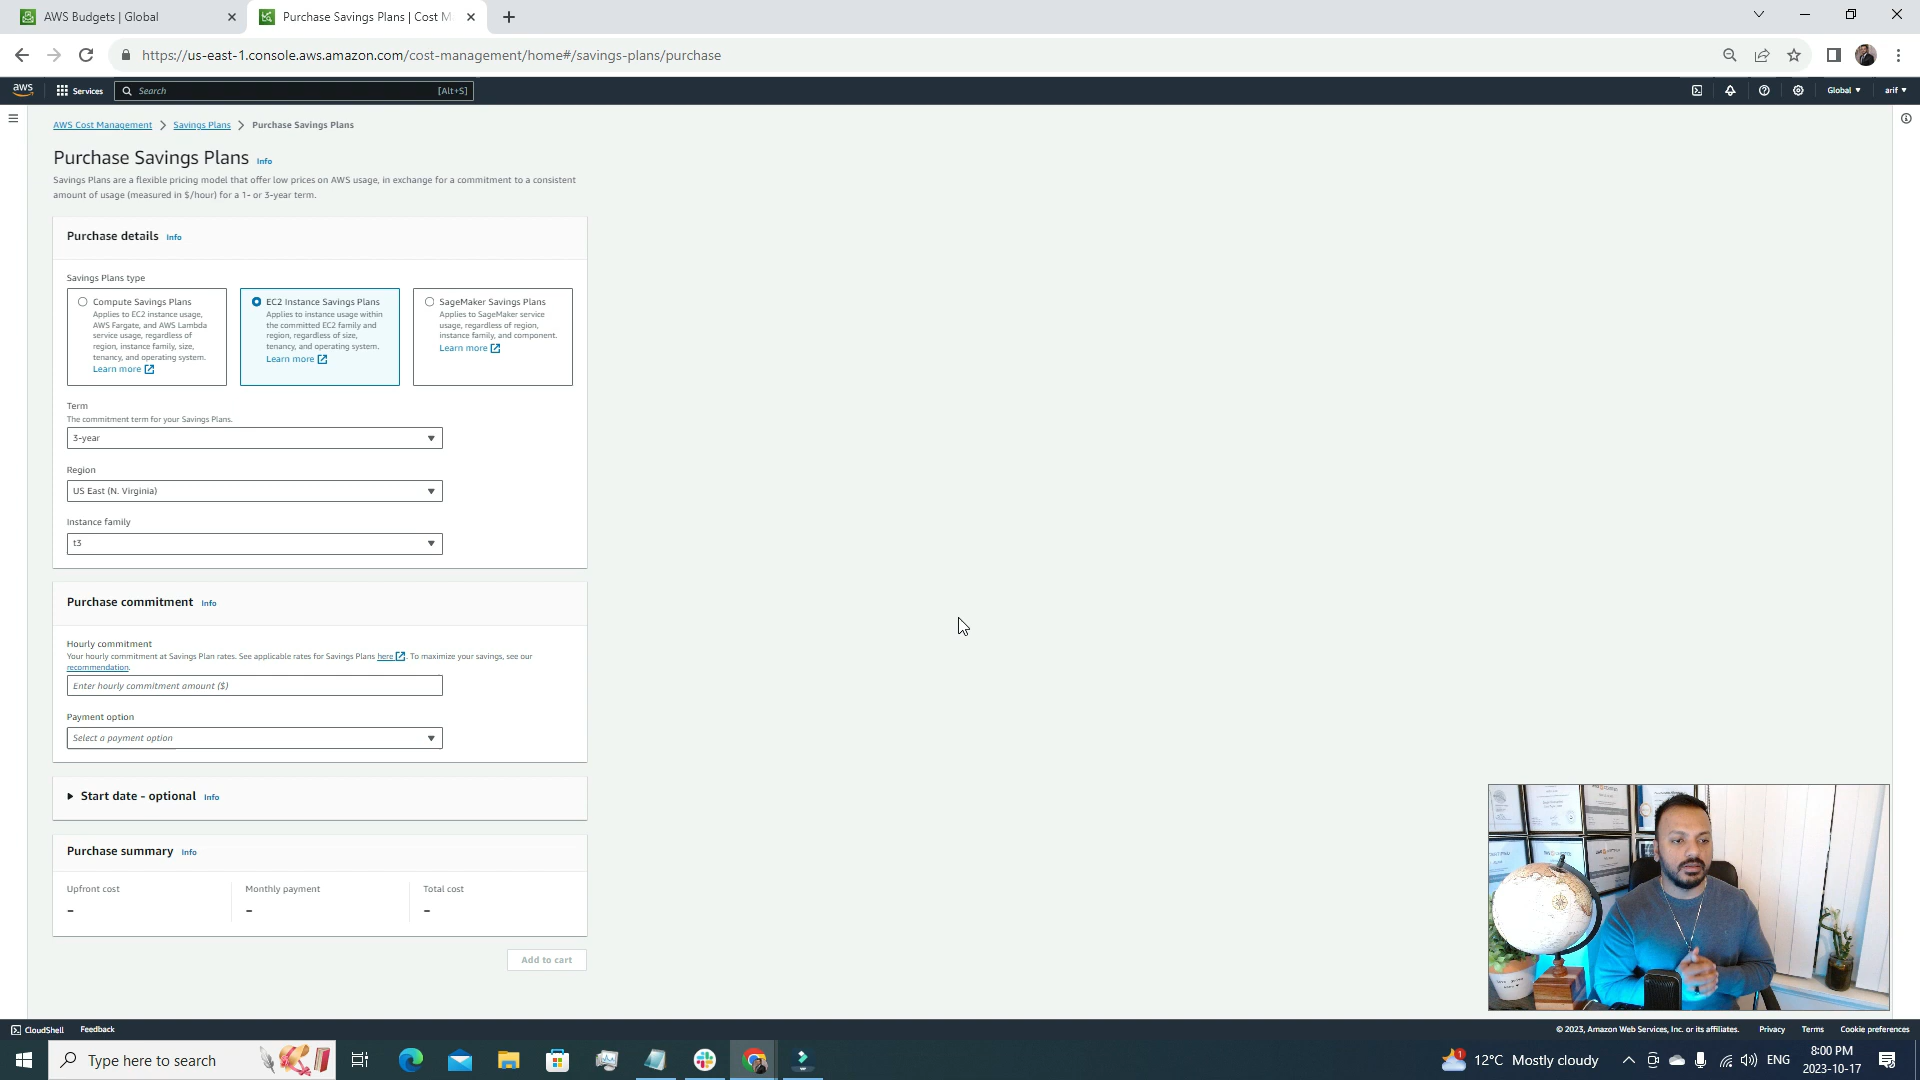 AWS Budgets | Global
Purchase Savings Plans | Cost M
https://us-east-1.console.aws.amazon.com/cost-management/home#/savings-plans/purchase
aws
Services
Search
[Alt+S]
Global
arif
AWS Cost Management
Savings Plans
Purchase Savings Plans
Purchase Savings Plans Info
Savings Plans are a flexible pricing model that offer low prices on AWS usage, in exchange for a commitment to a consistent
amount of usage (measured in $/hour) for a 1- or 3-year term.
Purchase details Info
Savings Plans type
Compute Savings Plans
Applies to EC2 instance usage,
AWS Fargate, and AWS Lambda
service usage, regardless of
region, instance family, size,
tenancy, and operating system.
Learn more
EC2 Instance Savings Plans
Applies to instance usage within
the committed EC2 family and
region, regardless of size,
tenancy, and operating system.
Learn more
SageMaker Savings Plans
Applies to SageMaker service
usage, regardless of region,
instance family, and component.
Learn more
Term
The commitment term for your Savings Plans.
3-year
Region
US East (N. Virginia)
Instance family
t3
Purchase commitment Info
Hourly commitment
Your hourly commitment at Savings Plan rates. See applicable rates for Savings Plans here . To maximize your savings, see our
recommendation.
Enter hourly commitment amount ($)
Payment option
Select a payment option
Start date - optional Info
Purchase summary Info
Upfront cost
-
Monthly payment
-
Total cost
-
Add to cart
CloudShell
Feedback
© 2023, Amazon Web Services, Inc. or its affiliates.
Privacy
Terms
Cookie preferences
Type here to search
1
12°C Mostly cloudy
ENG
8:00 PM
2023-10-17